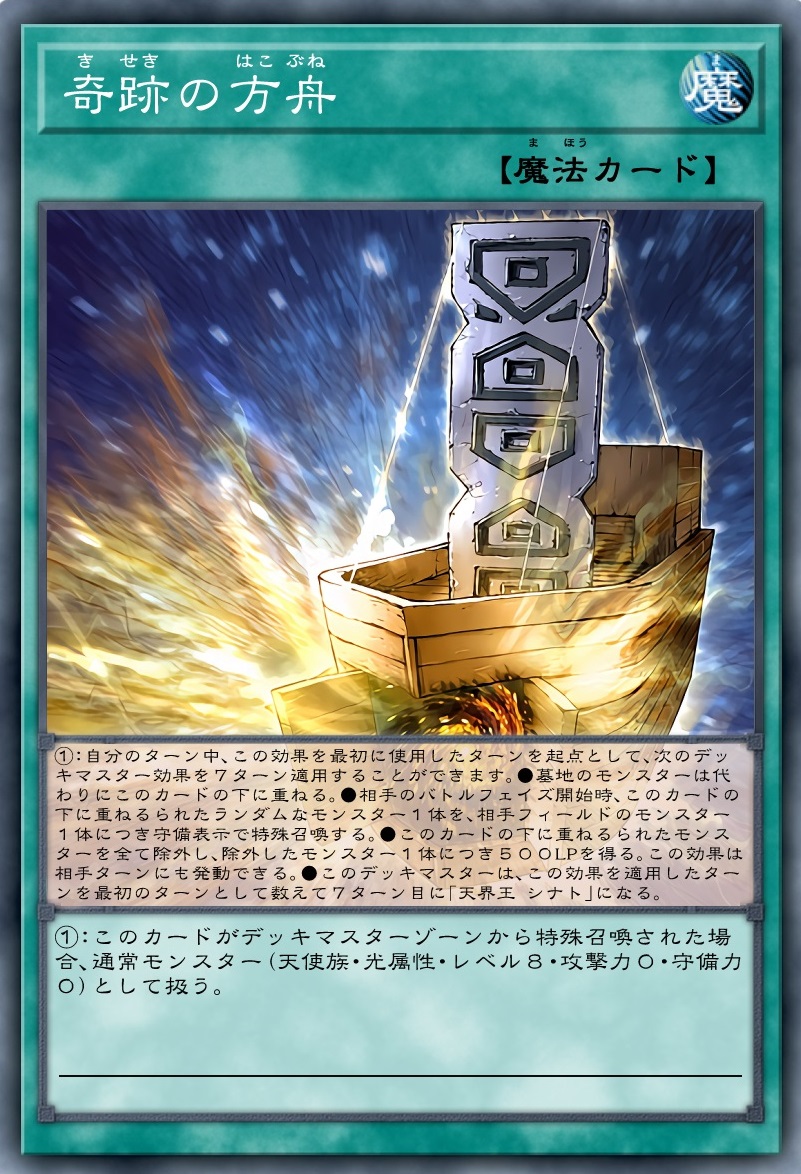 きせき はこぶね
奇跡の方舟
ま
魔
まほう
【魔法カード】
①:自分のターン中、この効果を最初に使用したターンを起点として、次のデッ
キマスター効果を７ターン適用することができます。●墓地のモンスターは代
わりにこのカードの下に重ねる。●相手のバトルフェイズ開始時、このカードの
下に重ねるられたランダムなモンスター１体を、相手フィールドのモンスター
１体につき守備表示で特殊召喚する。●このカードの下に重ねるられたモンス
ターを全て除外し、除外したモンスター１体につき５００LPを得る。この効果は
相手ターンにも発動できる。●このデッキマスターは、この効果を適用したター
ンを最初のターンとして数えて７ターン目に「天界王 シナト」になる。
①:このカードがデッキマスターゾーンから特殊召喚された場
合、通常モンスター(天使族・光属性・レベル８・攻撃力０・守備力
０)として扱う。